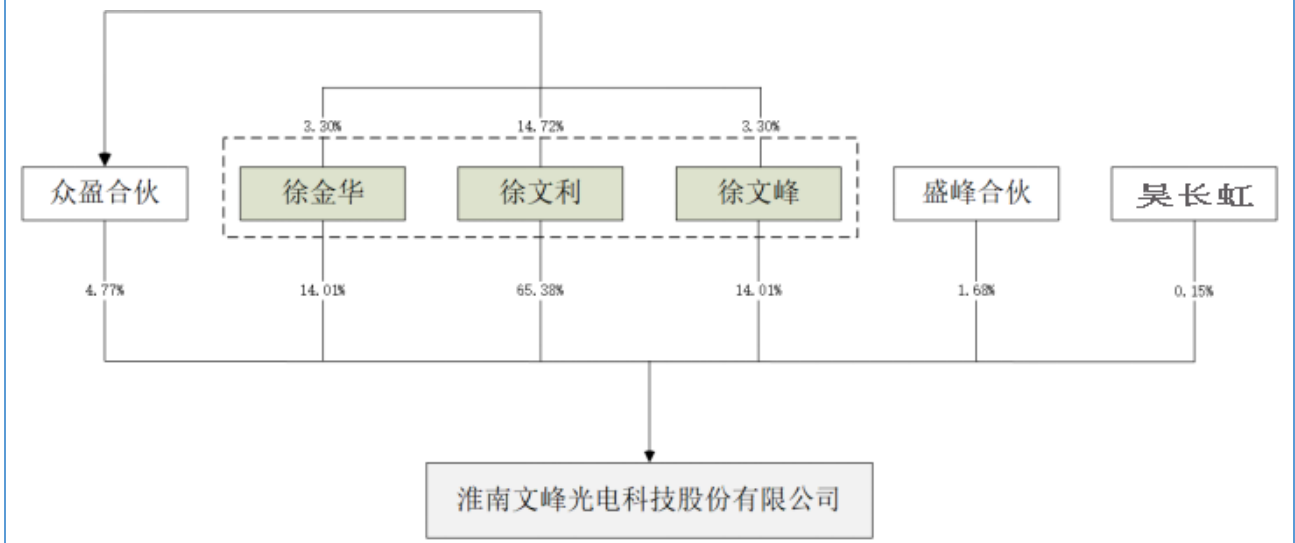 3.30% 14.72% 3.30%
众盈合伙 徐金华 徐文利 徐文峰 盛峰合伙 吴长虹
4.77% 14.01% 65.38% 14.01% 1.68% 0.15%
淮南文峰光电科技股份有限公司